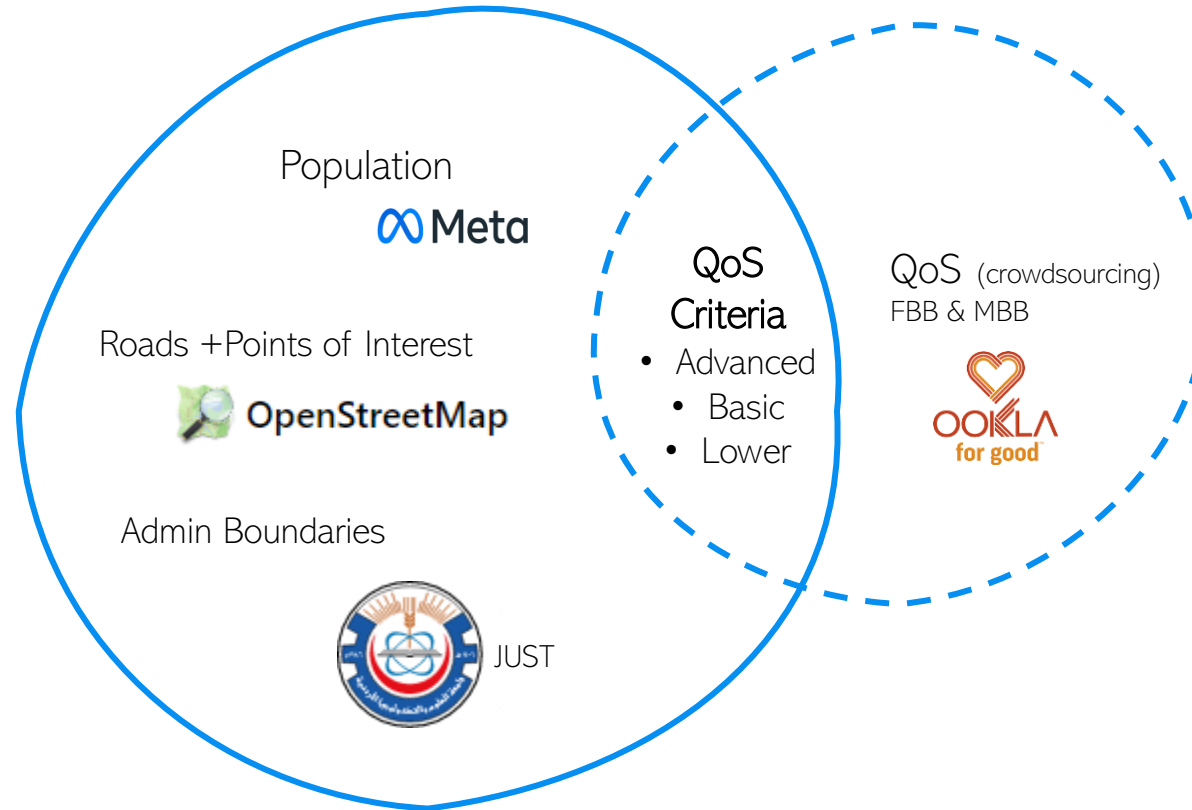 Population
Meta
Roads +Points of Interest
OpenStreetMap
Admin Boundaries
JUST
QoS
Criteria
• Advanced
• Basic
• Lower
QoS (crowdsourcing)
FBB & MBB
OOKLA
for good